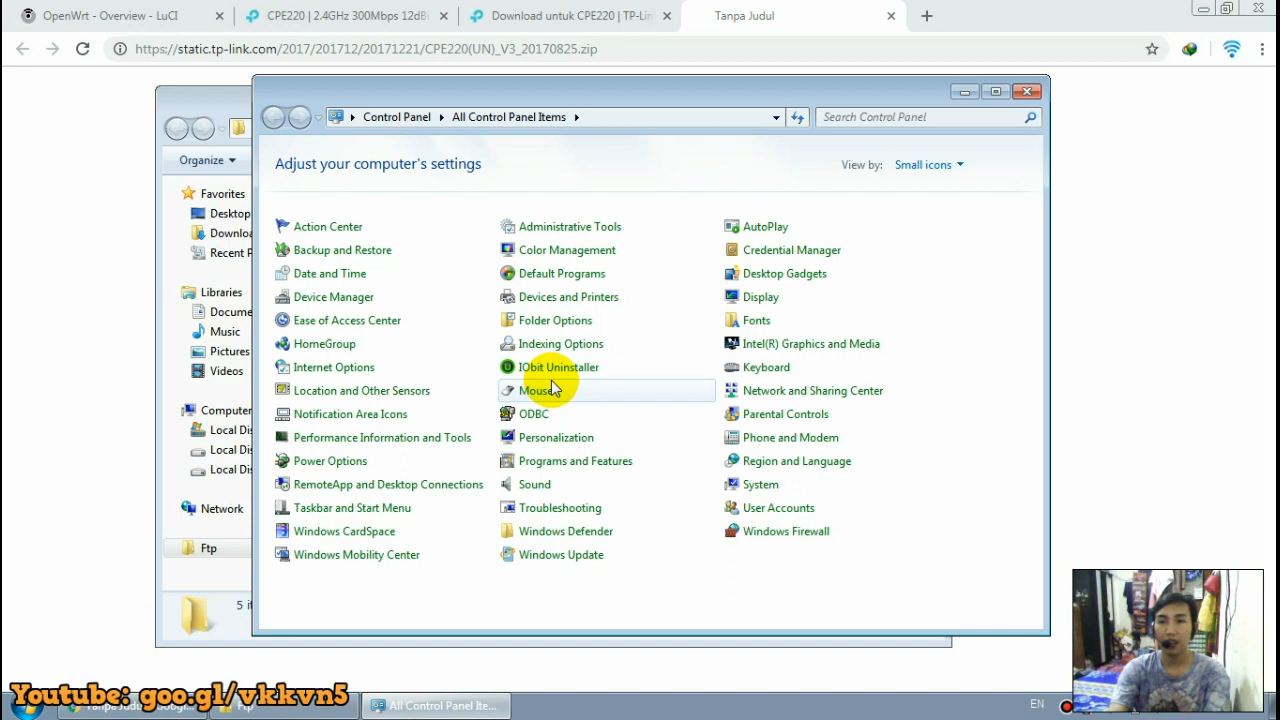 OpenWrt - Overview - LuCI
CPE220 | 2.4GHz 300Mbps 12dBi
Download untuk CPE220 | TP-Lin
Tanpa Judul
https://static.tp-link.com/2017/201712/20171221/CPE220(UN)_V3_20170825.zip
Control Panel
All Control Panel Items
Search Control Panel
Organize
Adjust your computer's settings
View by:
Small icons
Favorites
Desktop
Downlo
Recent P
Libraries
Docume
Music
Pictures
Videos
Compute
Local Dis
Local Dis
Local Dis
Network
Ftp
5 it
Action Center
Administrative Tools
AutoPlay
Backup and Restore
Color Management
Credential Manager
Date and Time
Default Programs
Desktop Gadgets
Device Manager
Devices and Printers
Display
Ease of Access Center
Folder Options
Fonts
HomeGroup
Indexing Options
Intel(R) Graphics and Media
Internet Options
IObit Uninstaller
Keyboard
Location and Other Sensors
Mouse
Network and Sharing Center
Notification Area Icons
ODBC
Parental Controls
Performance Information and Tools
Personalization
Phone and Modem
Power Options
Programs and Features
Region and Language
RemoteApp and Desktop Connections
Sound
System
Taskbar and Start Menu
Troubleshooting
User Accounts
Windows CardSpace
Windows Defender
Windows Firewall
Windows Mobility Center
Windows Update
Youtube: goo.gl/vkkvn5
All Control Panel Ite...
EN